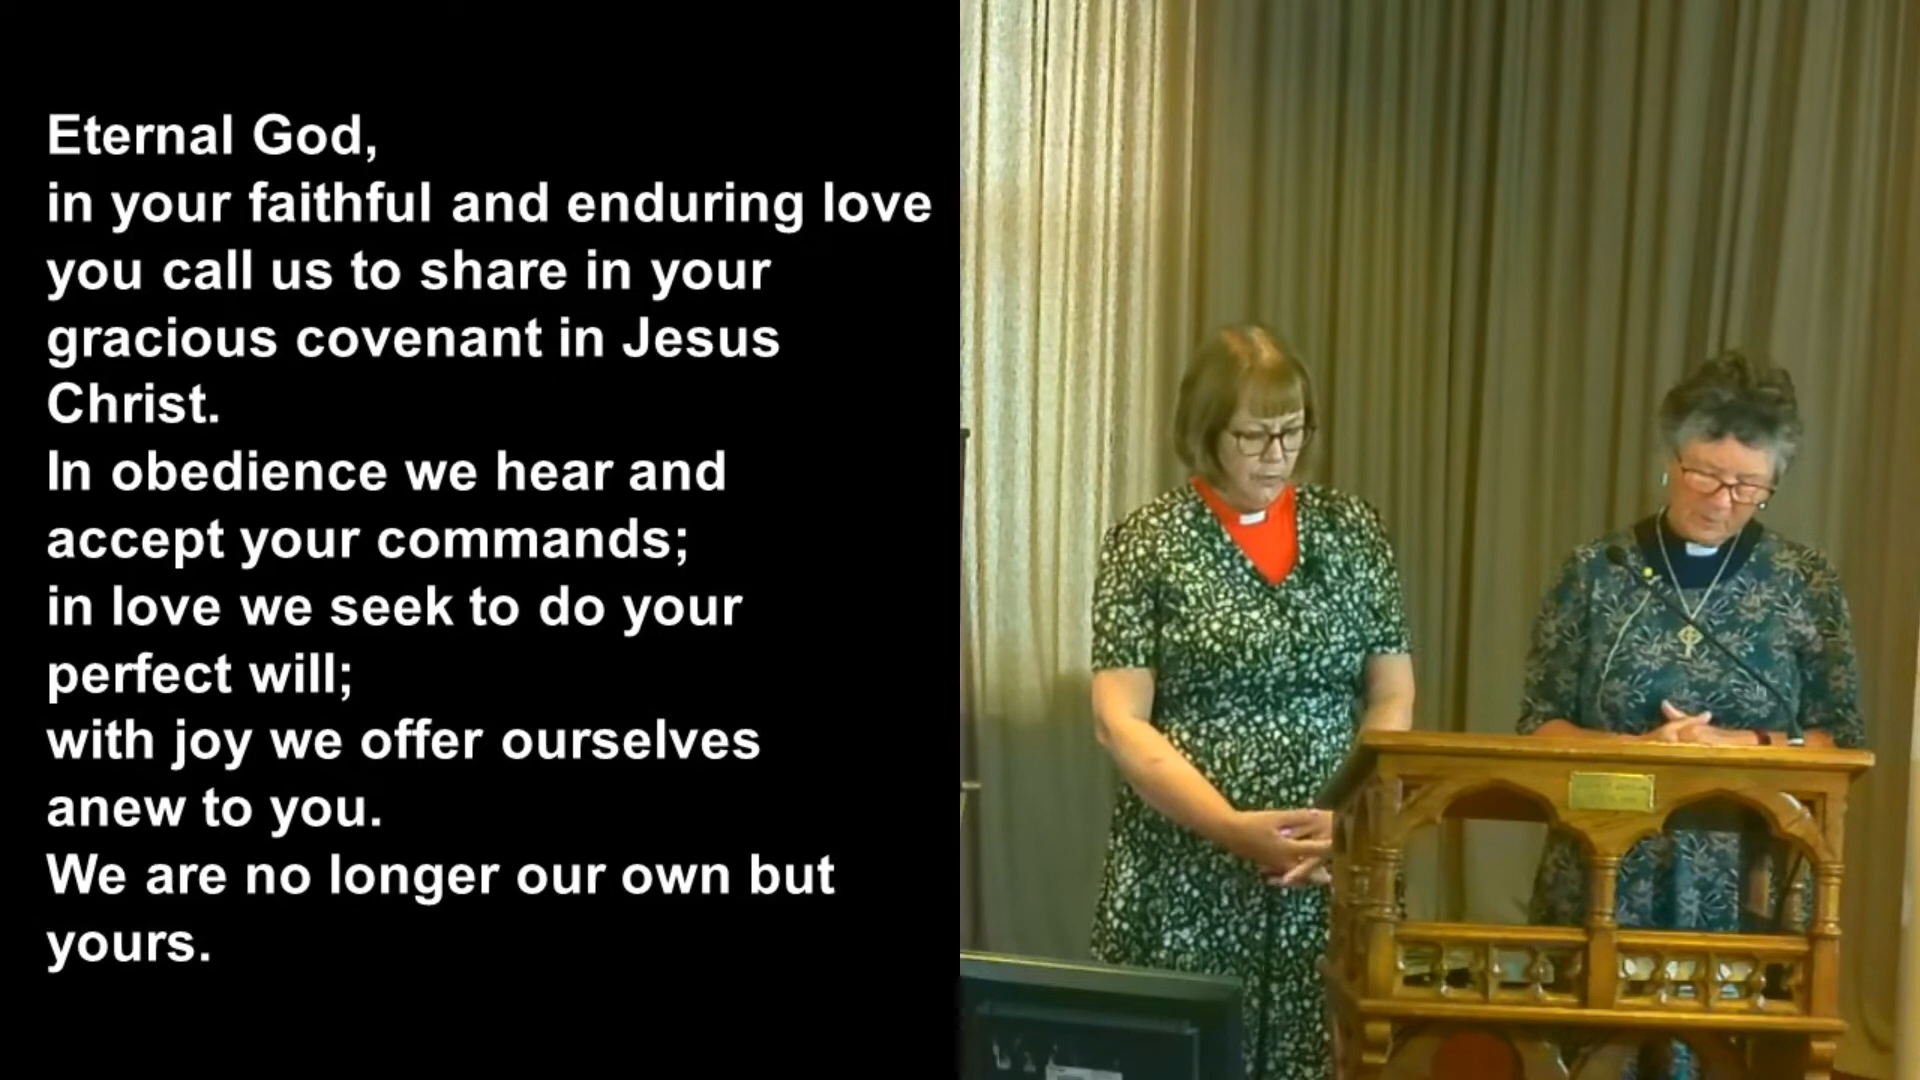 Eternal God,
in your faithful and enduring love
you call us to share in your
gracious covenant in Jesus
Christ.
In obedience we hear and
accept your commands;
in love we seek to do your
perfect will;
with joy we offer ourselves
anew to you.
We are no longer our own but
yours.